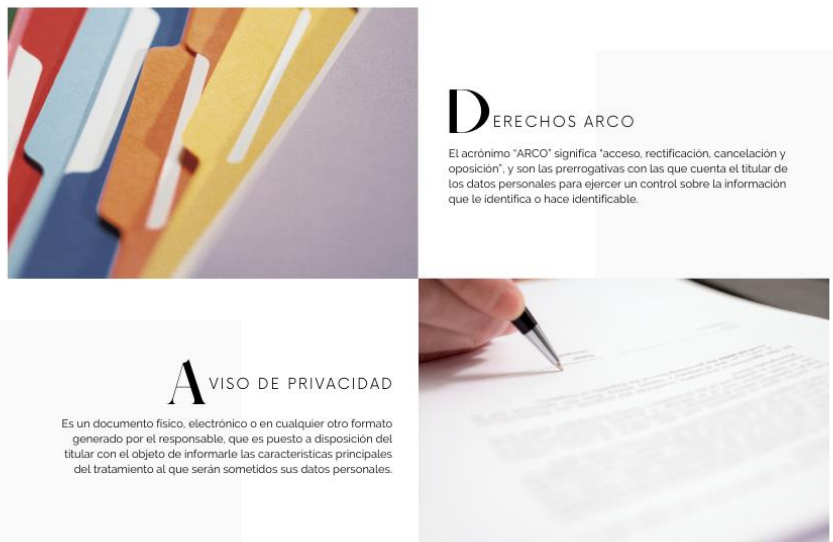 DERECHOS ARCO
El acrónimo “ARCO” significa “acceso, rectificación, cancelación y
oposición”, y son las prerrogativas con las que cuenta el titular de
los datos personales para ejercer un control sobre la información
que le identifica o hace identificable.
AVISO DE PRIVACIDAD
Es un documento físico, electrónico o en cualquier otro formato
generado por el responsable, que es puesto a disposición del
titular con el objeto de informarle las características principales
del tratamiento al que serán sometidos sus datos personales.